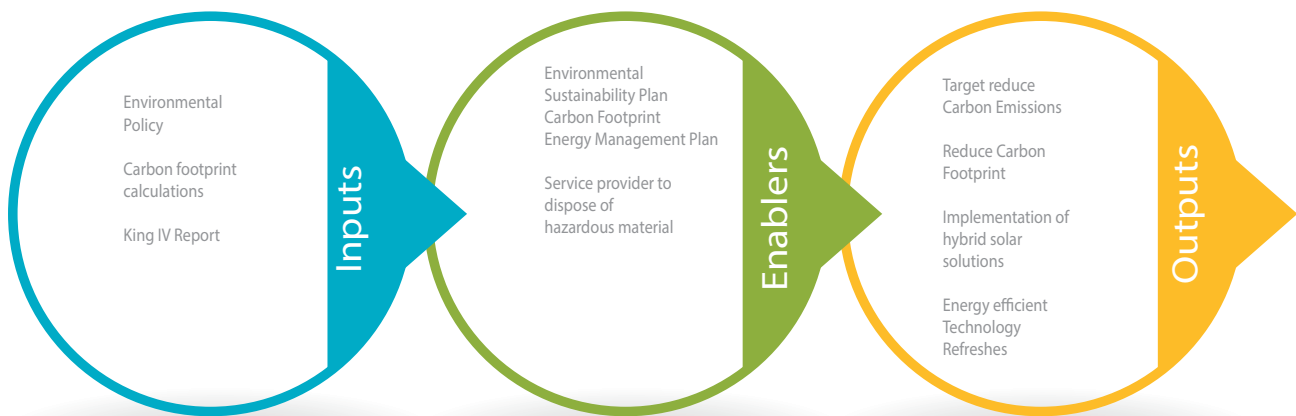 Environmental
Policy
Carbon footprint
calculations
King IV Report
Inputs
Environmental
Sustainability Plan
Carbon Footprint
Energy Management Plan
Service provider to
dispose of
hazardous material
Enablers
Target reduce
Carbon Emissions
Reduce Carbon
Footprint
Implementation of
hybrid solar
solutions
Energy efficient
Technology
Refreshes
Outputs